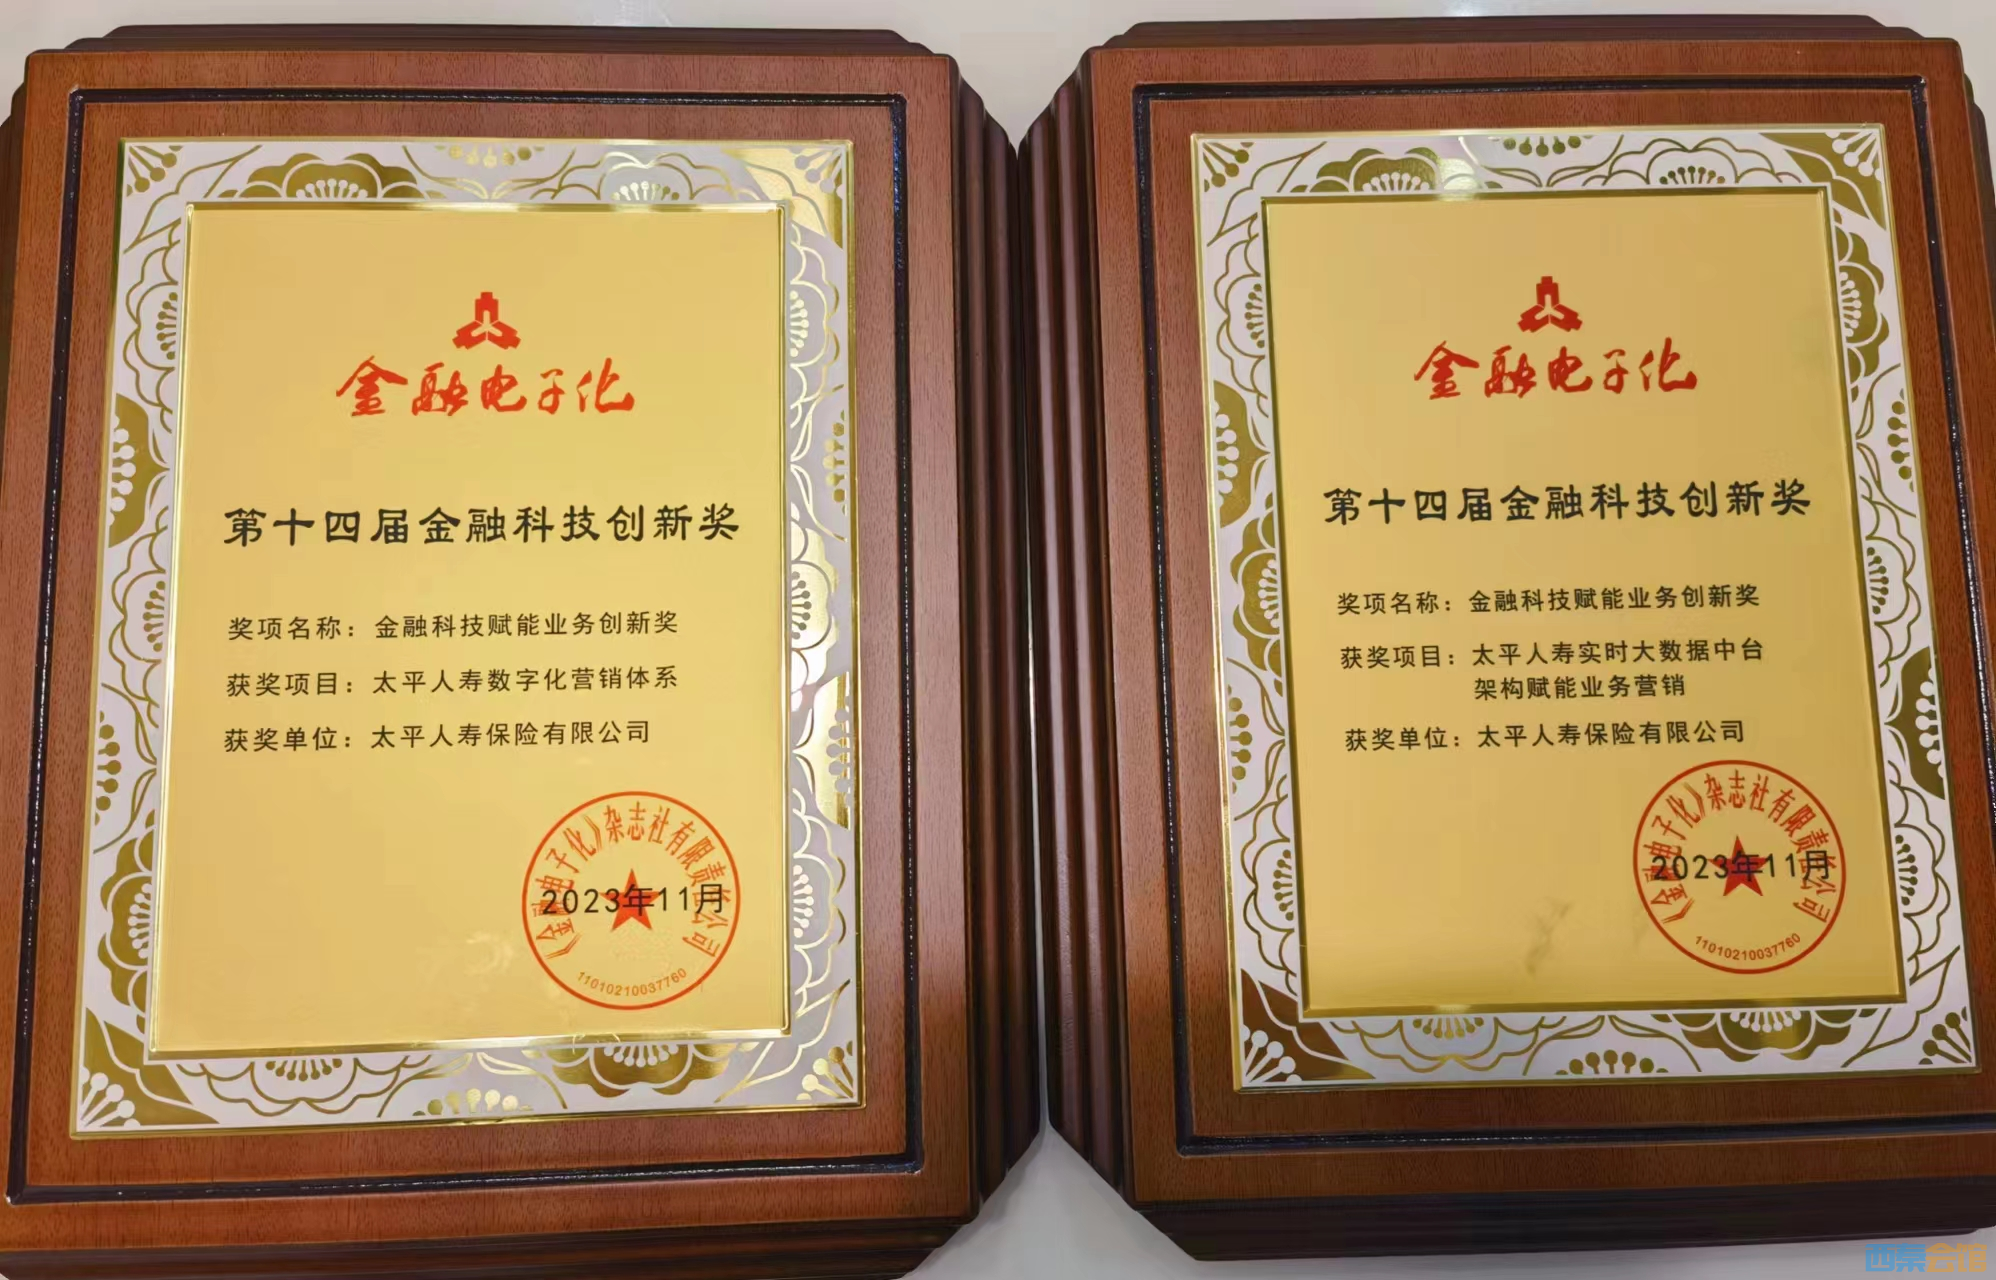 金融电子化
第十四届金融科技创新奖
奖项名称：金融科技赋能业务创新奖
获奖项目：太平人寿数字化营销体系
获奖单位：太平人寿保险有限公司
《金融电子化》杂志社有限责任公司
2023年11月
11010210037760
金融电子化
第十四届金融科技创新奖
奖项名称：金融科技赋能业务创新奖
获奖项目：太平人寿实时大数据中台
架构赋能业务营销
获奖单位：太平人寿保险有限公司
《金融电子化》杂志社有限责任公司
2023年11月
11010210037760